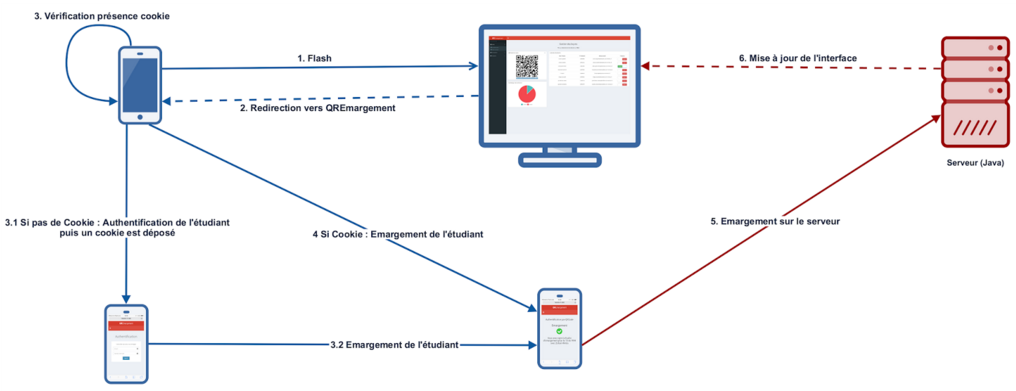 3. Vérification présence cookie
1. Flash
6. Mise à jour de l'interface
2. Redirection vers QREmargement
Serveur (Java)
3.1 Si pas de Cookie : Authentification de l'étudiant
puis un cookie est déposé
4 Si Cookie : Emargement de l'étudiant
5. Emargement sur le serveur
3.2 Emargement de l'étudiant